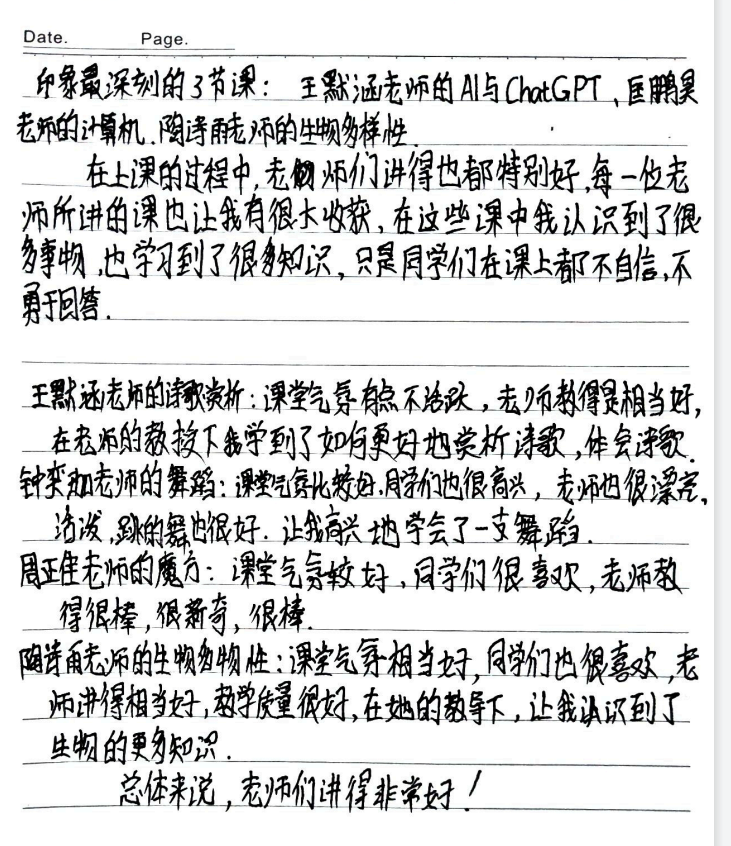 Date. Page.
印象最深刻的3节课： 王默涵老师的AI与ChatGPT、匡鹏昊
老师的计算机、陶诗雨老师的生物多样性.
在上课的过程中,老师们讲得也都特别好,每一位老
师所讲的课也让我有很大收获,在这些课中我认识到了很
多事物,也学习到了很多知识,只是同学们在课上都不自信,不
勇于回答.
王默涵老师的诗歌赏析:课堂气氛有点不活跃,老师教得是相当好,
在老师的教授下我学到了如何更好地赏析诗歌,体会诗歌.
钟奕老师的舞蹈:课堂气氛比较好.同学们也很高兴,老师也很漂亮,
活泼,跳的舞也很好.让我高兴地学会了一支舞蹈.
周正佳老师的魔方:课堂气氛较好,同学们很喜欢,老师教
得很棒,很新奇,很棒.
陶诗雨老师的生物多物性:课堂气氛相当好,同学们也很喜欢,老
师讲得相当好,教学质量很好,在她的教导下,让我认识到了
生物的更多知识.
总体来说,老师们讲得非常好!